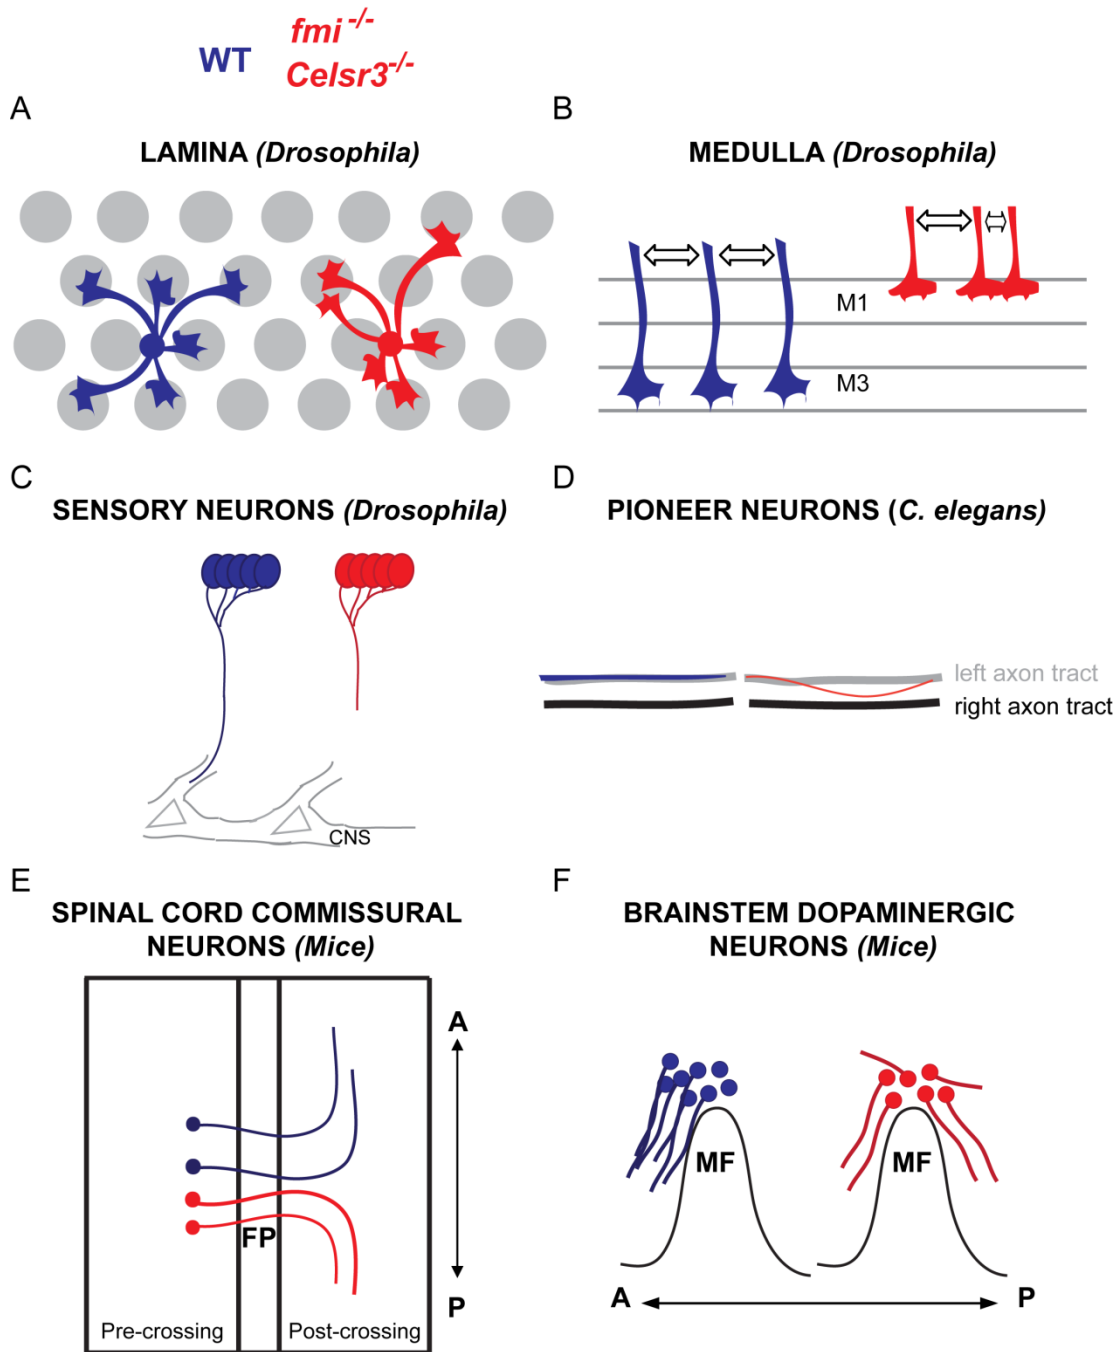 WT
fmi -/-
Celsr3-/-
A
LAMINA (Drosophila)
B
MEDULLA (Drosophila)
M1
M3
C
SENSORY NEURONS (Drosophila)
CNS
D
PIONEER NEURONS (C. elegans)
left axon tract
right axon tract
E
SPINAL CORD COMMISSURAL
NEURONS (Mice)
A
FP
P
Pre-crossing
Post-crossing
F
BRAINSTEM DOPAMINERGIC
NEURONS (Mice)
MF
MF
A
P